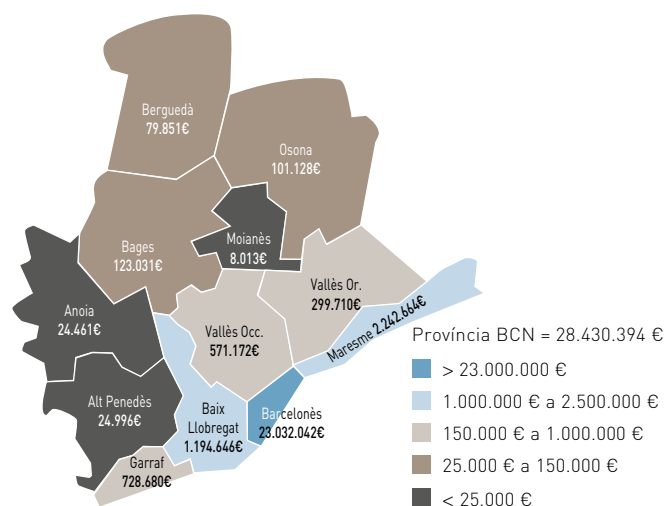 Berguedà
79.851€
Osona
101.128€
Bages
123.031€
Moianès
8.013€
Anoia
24.461€
Vallès Or.
299.710€
Vallès Occ.
571.172€
Maresme 2.242.664€
Alt Penedès
24.996€
Baix
Llobregat
1.194.646€
Barcelonès
23.032.042€
Garraf
728.680€
Província BCN = 28.430.394 €
> 23.000.000 €
1.000.000 € a 2.500.000 €
150.000 € a 1.000.000 €
25.000 € a 150.000 €
< 25.000 €